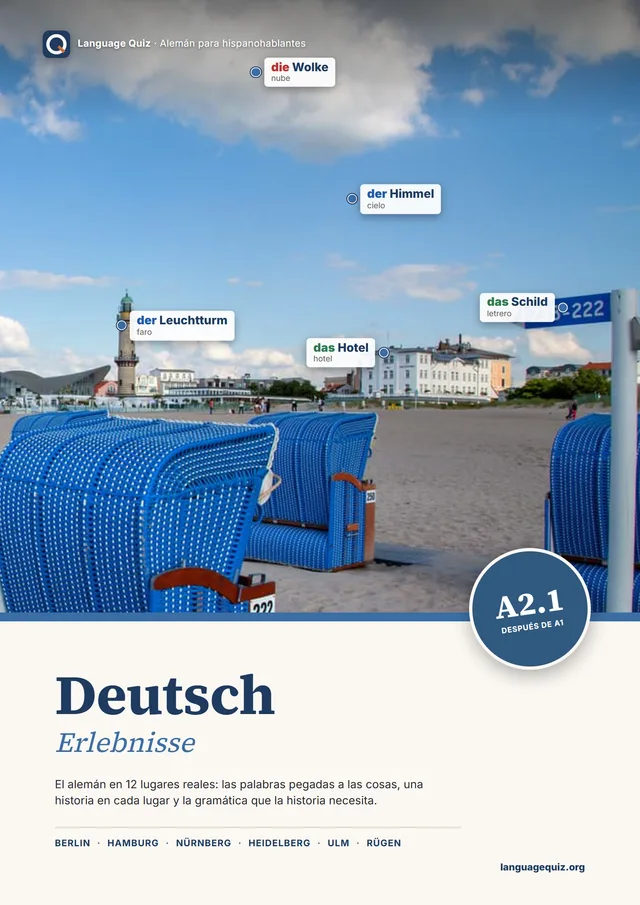 Language Quiz · Alemán para hispanohablantes
die Wolke
nube
der Himmel
cielo
das Schild
letrero
-222
der Leuchtturm
faro
das Hotel
hotel
250
222
A2.1
DESPUÉS DE A1
Deutsch
Erlebnisse
El alemán en 12 lugares reales: las palabras pegadas a las cosas, una
historia en cada lugar y la gramática que la historia necesita.
BERLIN · HAMBURG · NÜRNBERG · HEIDELBERG · ULM · RÜGEN
languagequiz.org